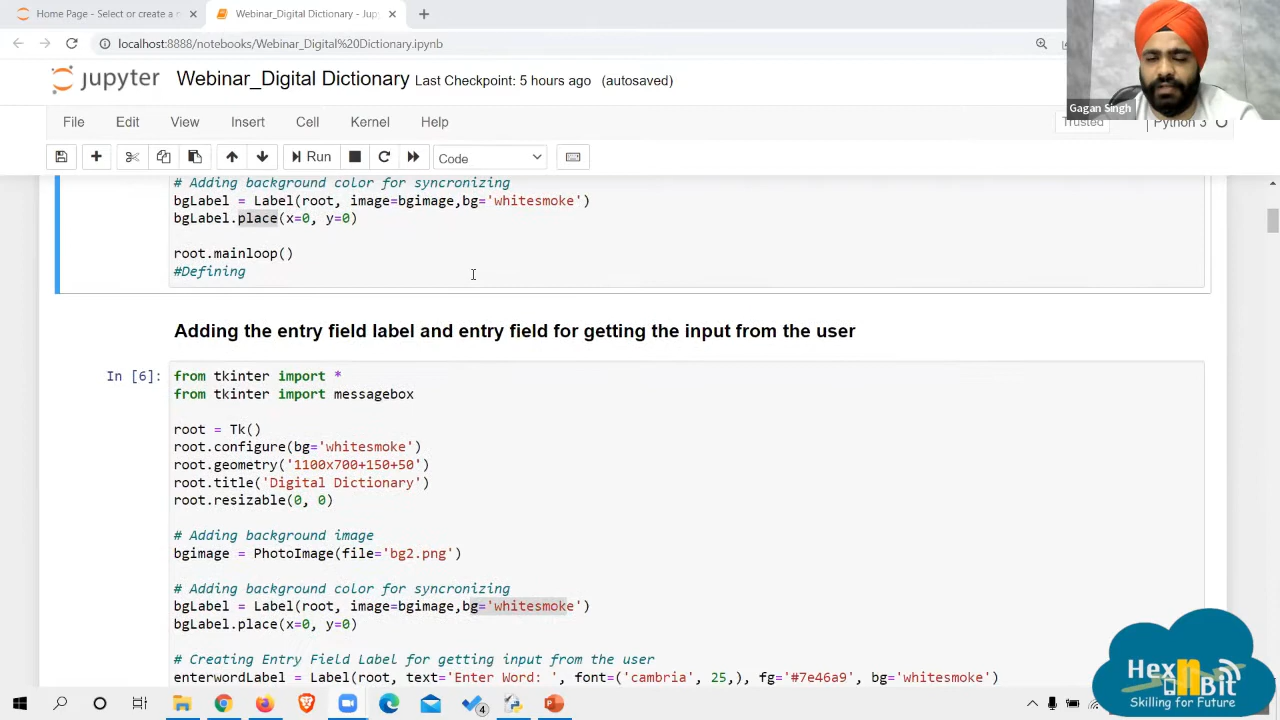 Home Page - Select or create a n
Webinar_Digital Dictionary - Jup
localhost:8888/notebooks/Webinar_Digital%20Dictionary.ipynb
Gagan Singh
jupyter Webinar_Digital Dictionary Last Checkpoint: 5 hours ago (autosaved)
File Edit View Insert Cell Kernel Help Trusted Python 3
Run Code
# Adding background color for syncronizing
bgLabel = Label(root, image=bgimage,bg='whitesmoke')
bgLabel.place(x=0, y=0)
root.mainloop()
#Defining
Adding the entry field label and entry field for getting the input from the user
In [6]:
from tkinter import *
from tkinter import messagebox
root = Tk()
root.configure(bg='whitesmoke')
root.geometry('1100x700+150+50')
root.title('Digital Dictionary')
root.resizable(0, 0)
# Adding background image
bgimage = PhotoImage(file='bg2.png')
# Adding background color for syncronizing
bgLabel = Label(root, image=bgimage,bg='whitesmoke')
bgLabel.place(x=0, y=0)
# Creating Entry Field Label for getting input from the user
enterwordLabel = Label(root, text='Enter Word: ', font=('cambria', 25,), fg='#7e46a9', bg='whitesmoke')
HexnBit
Skilling for Future
4